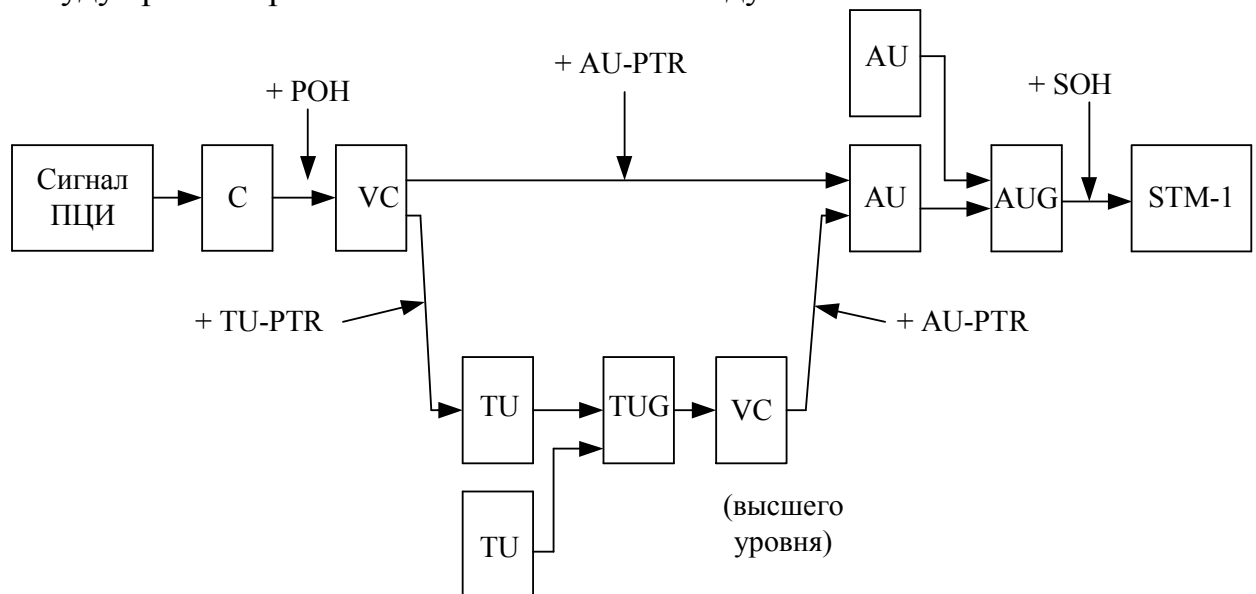 AU
+ AU-PTR
+ POH
+ SOH
Сигнал
ПЦИ
C
VC
AU
AUG
STM-1
+ TU-PTR
+ AU-PTR
TU
TUG
VC
(высшего
уровня)
TU